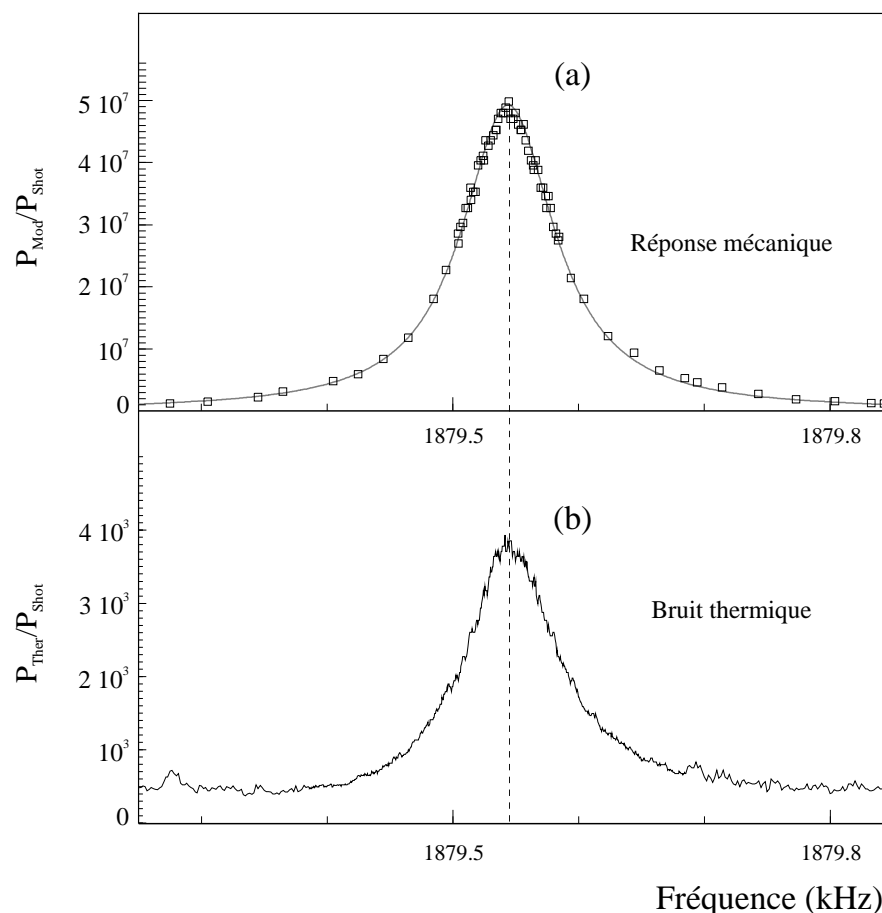 (a)
5 10⁷
4 10⁷
3 10⁷
2 10⁷
10⁷
0
P_Mod/P_Shot
Réponse mécanique
1879.5
1879.8
(b)
4 10³
3 10³
2 10³
10³
0
P_Ther/P_Shot
Bruit thermique
1879.5
1879.8
Fréquence (kHz)